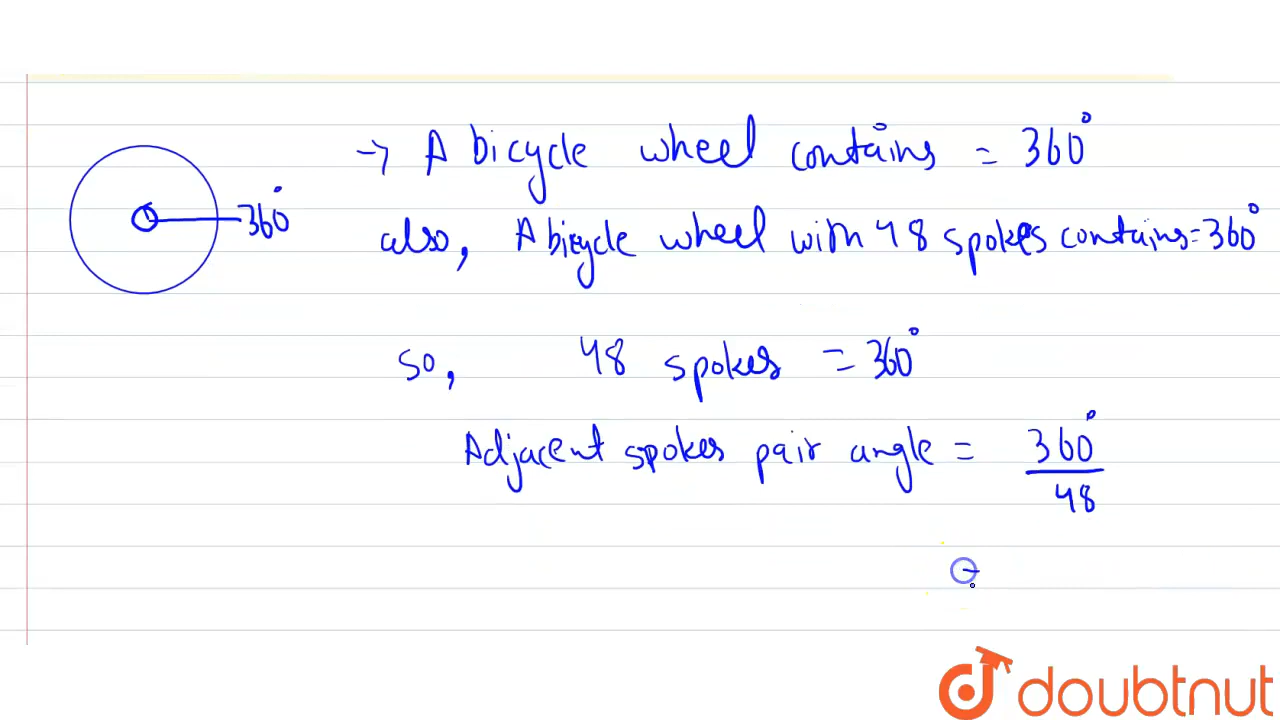 → A bicycle wheel contains = 360°
360°
also, A bicycle wheel with 48 spokes contains = 360°
so, 48 spokes = 360°
Adjacent spokes pair angle = 360°
48
=
doubtnut